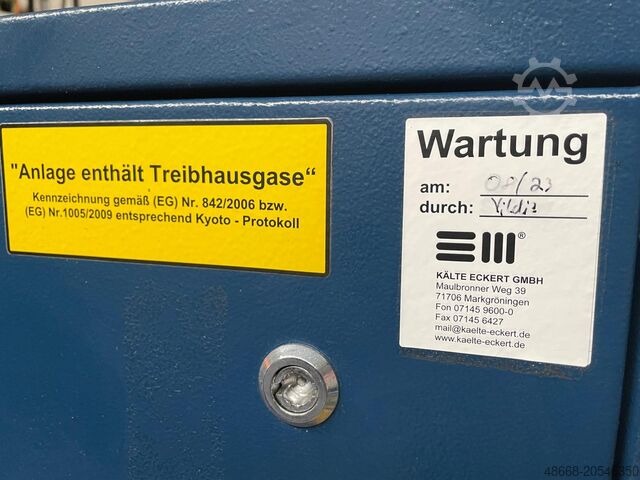 "Anlage enthält Treibhausgase“
Kennzeichnung gemäß (EG) Nr. 842/2006 bzw.
(EG) Nr.1005/2009 entsprechend Kyoto - Protokoll
Wartung
am:
durch:
KÄLTE ECKERT GMBH
Maulbronner Weg 39
71706 Markgröningen
Fon 07145 9600-0
Fax 07145 6427
mail@kaelte-eckert.de
www.kaelte-eckert.de
48668-20546350